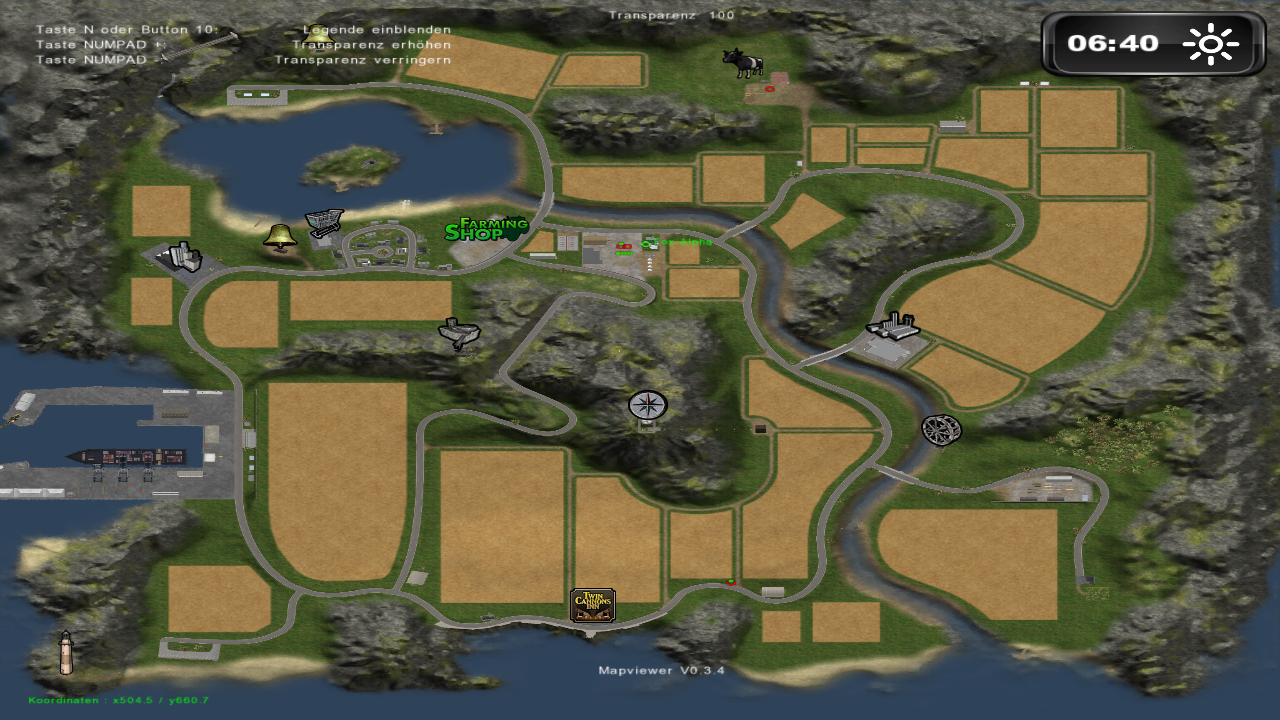 Transparenz 100
Taste N oder Button 10: Legende einblenden
Taste NUMPAD +: Transparenz erhöhen
Taste NUMPAD -: Transparenz verringern
06:40
FARMING
SHOP
TWIN
CANNONS
INN
Mapviewer V0.3.4
Koordinaten : x504.5 / y660.7